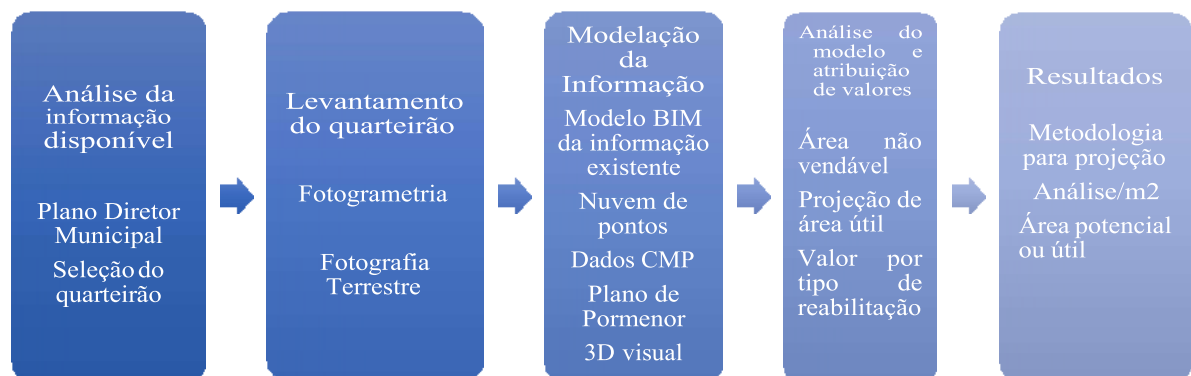 Análise da
informação
disponível
Plano Diretor
Municipal
Seleção do
quarteirão
Levantamento
do quarteirão
Fotogrametria
Fotografia
Terrestre
Modelação
da
Informação
Modelo BIM
da informação
existente
Nuvem de
pontos
Dados CMP
Plano de
Pormenor
3D visual
Análise do
modelo e
atribuição
de valores
Área não
vendável
Projeção de
área útil
Valor por
tipo de
reabilitação
Resultados
Metodologia
para projeção
Análise/m2
Área potencial
ou útil